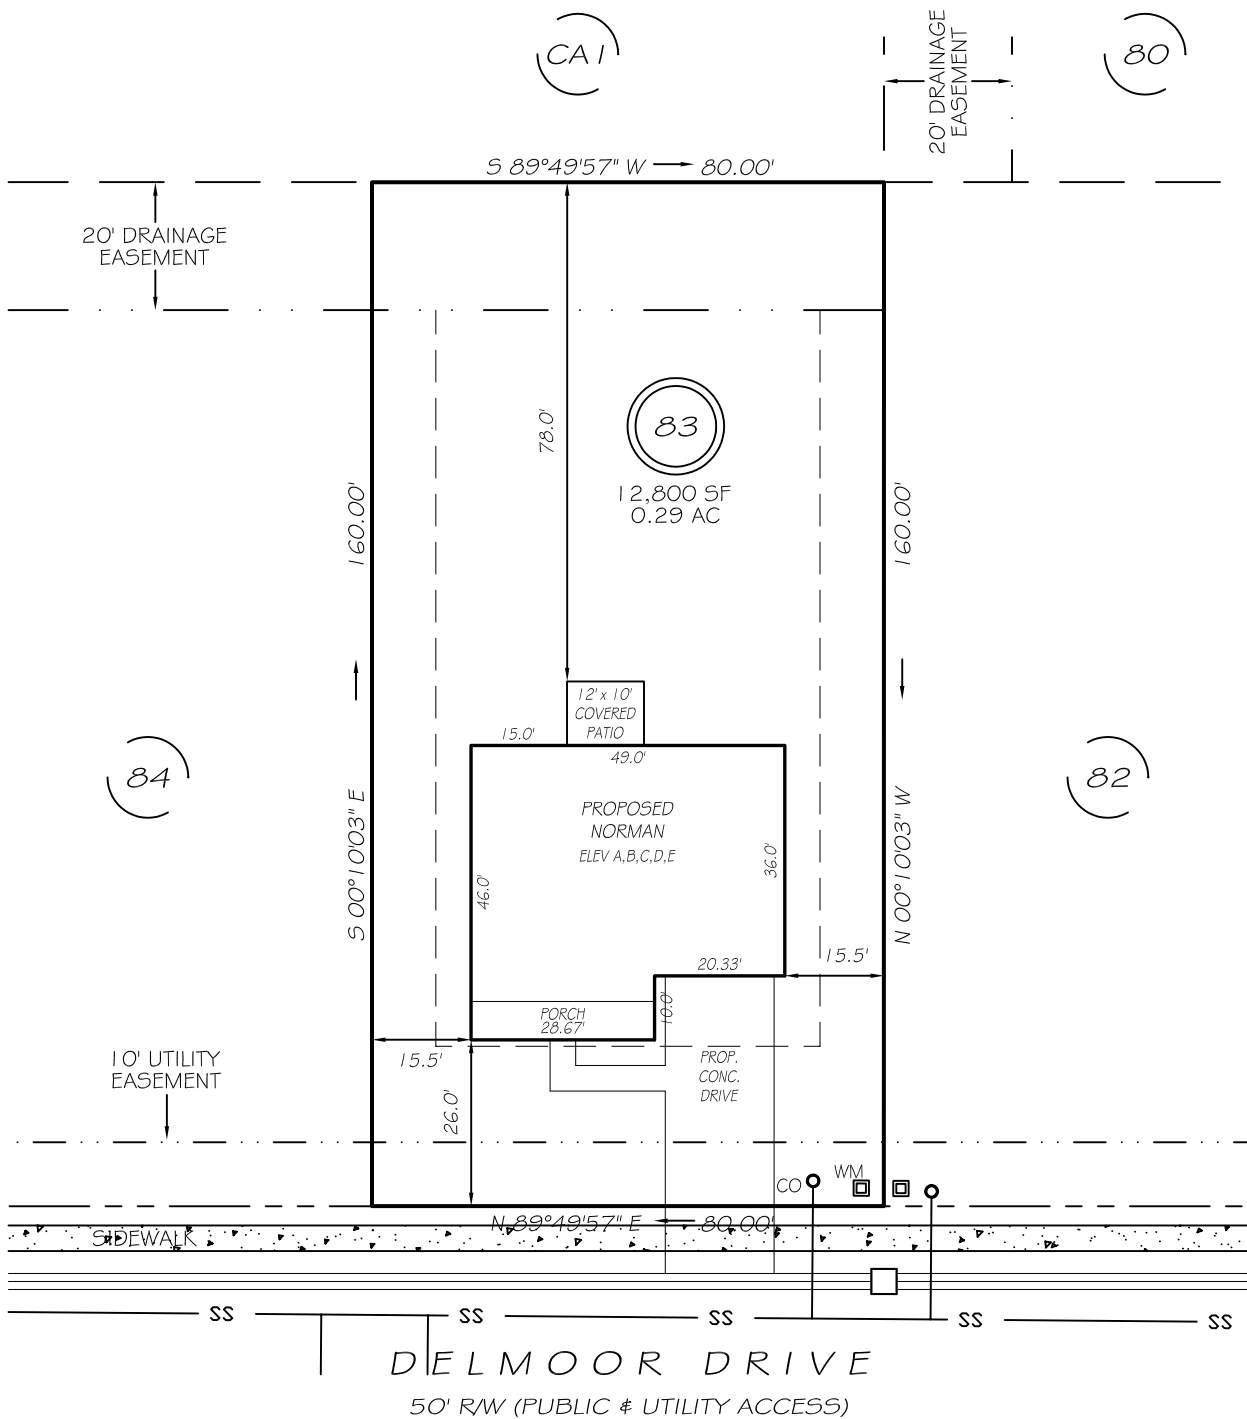 CA1
80
20' DRAINAGE
EASEMENT
S 89°49'57" W 80.00'
20' DRAINAGE
EASEMENT
78.0'
83
12,800 SF
0.29 AC
160.00'
160.00'
12' x 10'
COVERED
PATIO
15.0'
49.0'
84
82
PROPOSED
NORMAN
ELEV A,B,C,D,E
S 00°10'03" E
46.0'
36.0'
N 00°10'03" W
20.33'
15.5'
PORCH
28.67'
10.0'
15.5'
PROP.
CONC.
DRIVE
10' UTILITY
EASEMENT
26.0'
CO
WM
N 89°49'57" E 80.00'
SIDEWALK
SS SS SS SS SS
DELMOOR DRIVE
50' R/W (PUBLIC & UTILITY ACCESS)